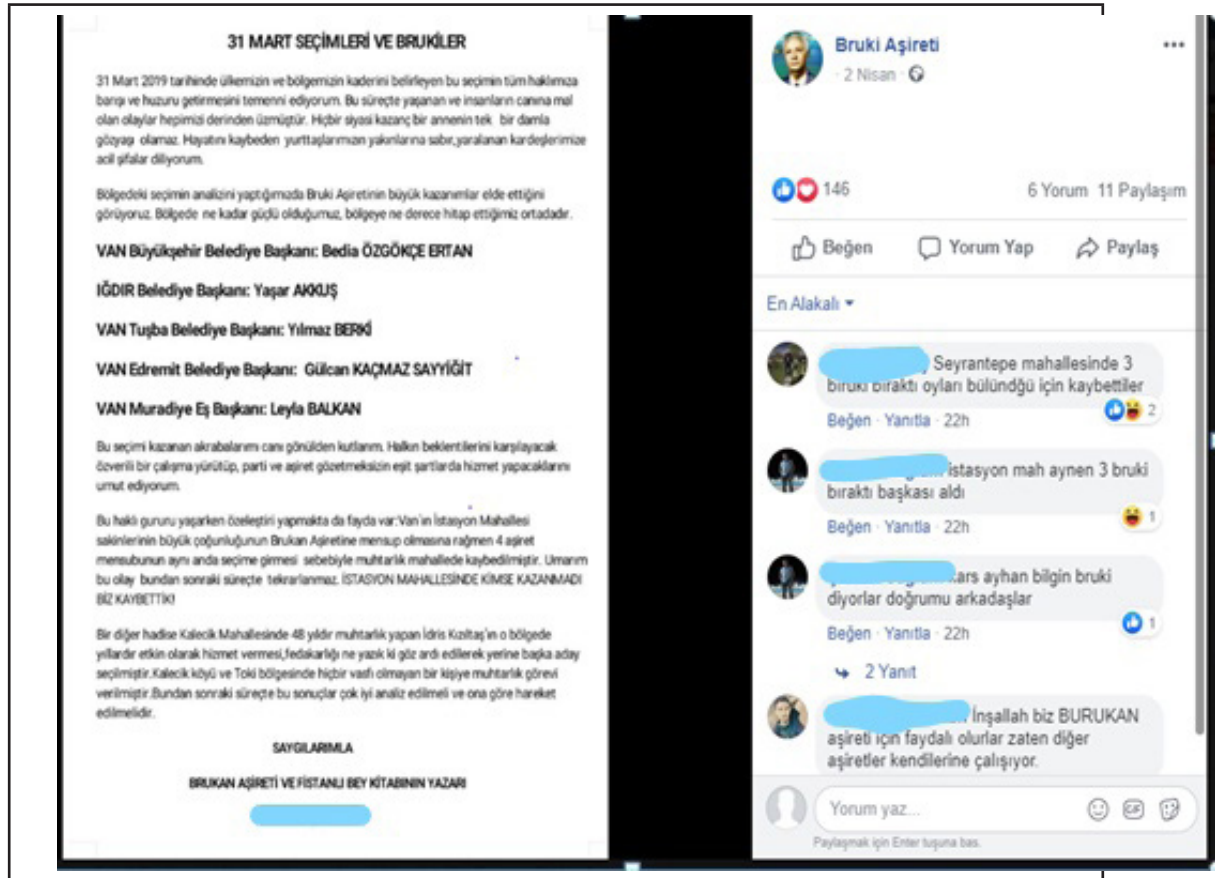 31 MART SEÇİMLERİ VE BRUKİLER
31 Mart 2019 tarihinde ülkemizin ve bölgemizin kaderini belirleyen bu seçimin tüm haklımıza
barışı ve huzuru getirmesini temenni ediyorum. Bu süreçte yaşanan ve insanların canına mal
olan olaylar hepimizi derinden üzmüştür. Hiçbir siyasi kazanç bir annenin tek bir damla
gözyaşı olamaz. Hayatını kaybeden yurttaşlarımızın yakınlarına sabır,yaralanan kardeşlerimize
acil şifalar diliyorum.
Bölgedeki seçimin analizini yaptığımızda Bruki Aşiretinin büyük kazanımlar elde ettiğini
görüyoruz. Bölgede ne kadar güçlü olduğumuz, bölgeye ne derece hitap ettiğimiz ortadadır.
VAN Büyükşehir Belediye Başkanı: Bedia ÖZGÖKÇE ERTAN
IĞDIR Belediye Başkanı: Yaşar AKKUŞ
VAN Tuşba Belediye Başkanı: Yılmaz BERKİ
VAN Edremit Belediye Başkanı: Gülcan KAÇMAZ SAYYİĞİT
VAN Muradiye Eş Başkanı: Leyla BALKAN
Bu seçimi kazanan akrabalarımı canı gönülden kutlarım. Halkın beklentilerini karşılayacak
özverili bir çalışma yürütüp, parti ve aşiret gözetmeksizin eşit şartlarda hizmet yapacaklarını
umut ediyorum.
Bu haklı gururu yaşarken özeleştiri yapmakta da fayda var:Van'ın İstasyon Mahallesi
sakinlerinin büyük çoğunluğunun Brukan Aşiretine mensup olmasına rağmen 4 aşiret
mensubunun aynı anda seçime girmesi sebebiyle muhtarlık mahallede kaybedilmiştir. Umarım
bu olay bundan sonraki süreçte tekrarlanmaz. İSTASYON MAHALLESİNDE KİMSE KAZANMADI
BİZ KAYBETTİK!
Bir diğer hadise Kalecik Mahallesinde 48 yıldır muhtarlık yapan İdris Kızıltaş'ın o bölgede
yıllardır etkin olarak hizmet vermesi,fedakarlığı ne yazık ki göz ardı edilerek yerine başka aday
seçilmiştir.Kalecik köyü ve Toki bölgesinde hiçbir vasfı olmayan bir kişiye muhtarlık görevi
verilmiştir.Bundan sonraki süreçte bu sonuçlar çok iyi analiz edilmeli ve ona göre hareket
edilmelidir.
SAYGILARIMLA
BRUKAN AŞİRETİ VE FİSTANLI BEY KİTABININ YAZARI
Bruki Aşireti
2 Nisan
146
6 Yorum 11 Paylaşım
Beğen Yorum Yap Paylaş
En Alakalı
Seyrantepe mahallesinde 3
biruki bıraktı oyları bülündğü için kaybettiler
Beğen · Yanıtla · 22h
2
istasyon mah aynen 3 bruki
bıraktı başkası aldı
Beğen · Yanıtla · 22h
1
ayhan bilgin bruki
diyorlar doğrumu arkadaşlar
Beğen · Yanıtla · 22h
1
2 Yanıt
İnşallah biz BURUKAN
aşireti için faydalı olurlar zaten diğer
aşiretler kendilerine çalışıyor.
Yorum yaz...
GIF
Paylaşmak için Enter tuşuna bas.